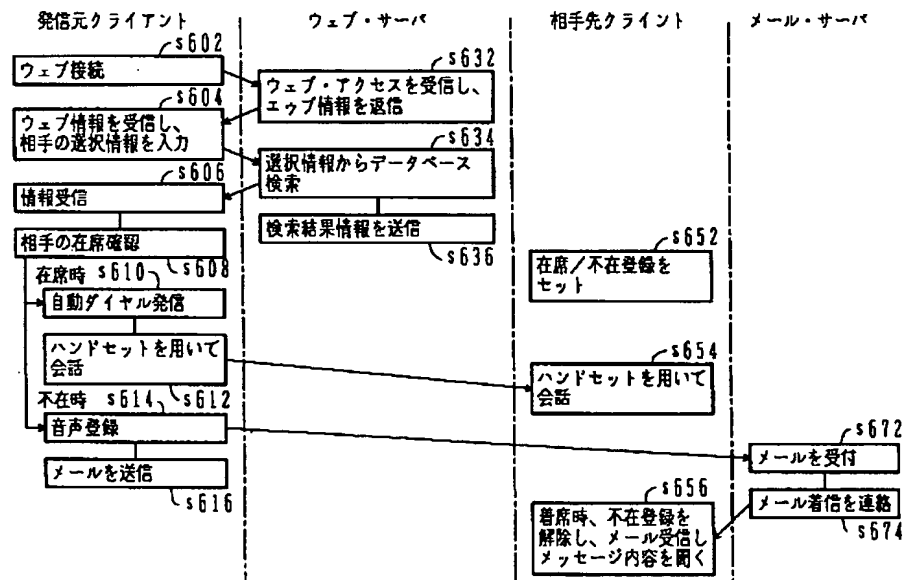 発信元クライアント
ウェブ・サーバ
相手先クライント
メール・サーバ
s602
ウェブ接続
s632
ウェブ・アクセスを受信し、
エッブ情報を返信
s604
ウェブ情報を受信し、
相手の選択情報を入力
s634
選択情報からデータベース
検索
s606
情報受信
検索結果情報を送信
s636
相手の在席確認
s608
s652
在席/不在登録を
セット
在席時 s610
自動ダイヤル発信
ハンドセットを用いて
会話
s612
s654
ハンドセットを用いて
会話
不在時 s614
音声登録
s672
メールを受付
メールを送信
s616
s656
着席時、不在登録を
解除し、メール受信し
メッセージ内容を聞く
メール着信を連絡
s674